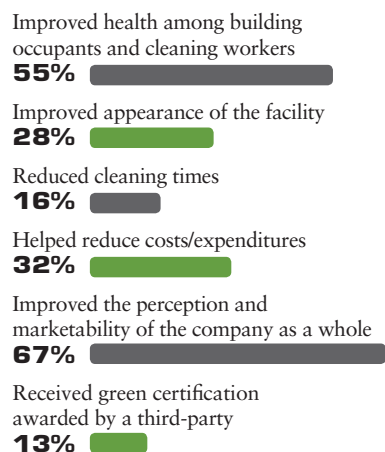 Improved health among building
occupants and cleaning workers
55%
Improved appearance of the facility
28%
Reduced cleaning times
16%
Helped reduce costs/expenditures
32%
Improved the perception and
marketability of the company as a whole
67%
Received green certification
awarded by a third-party
13%